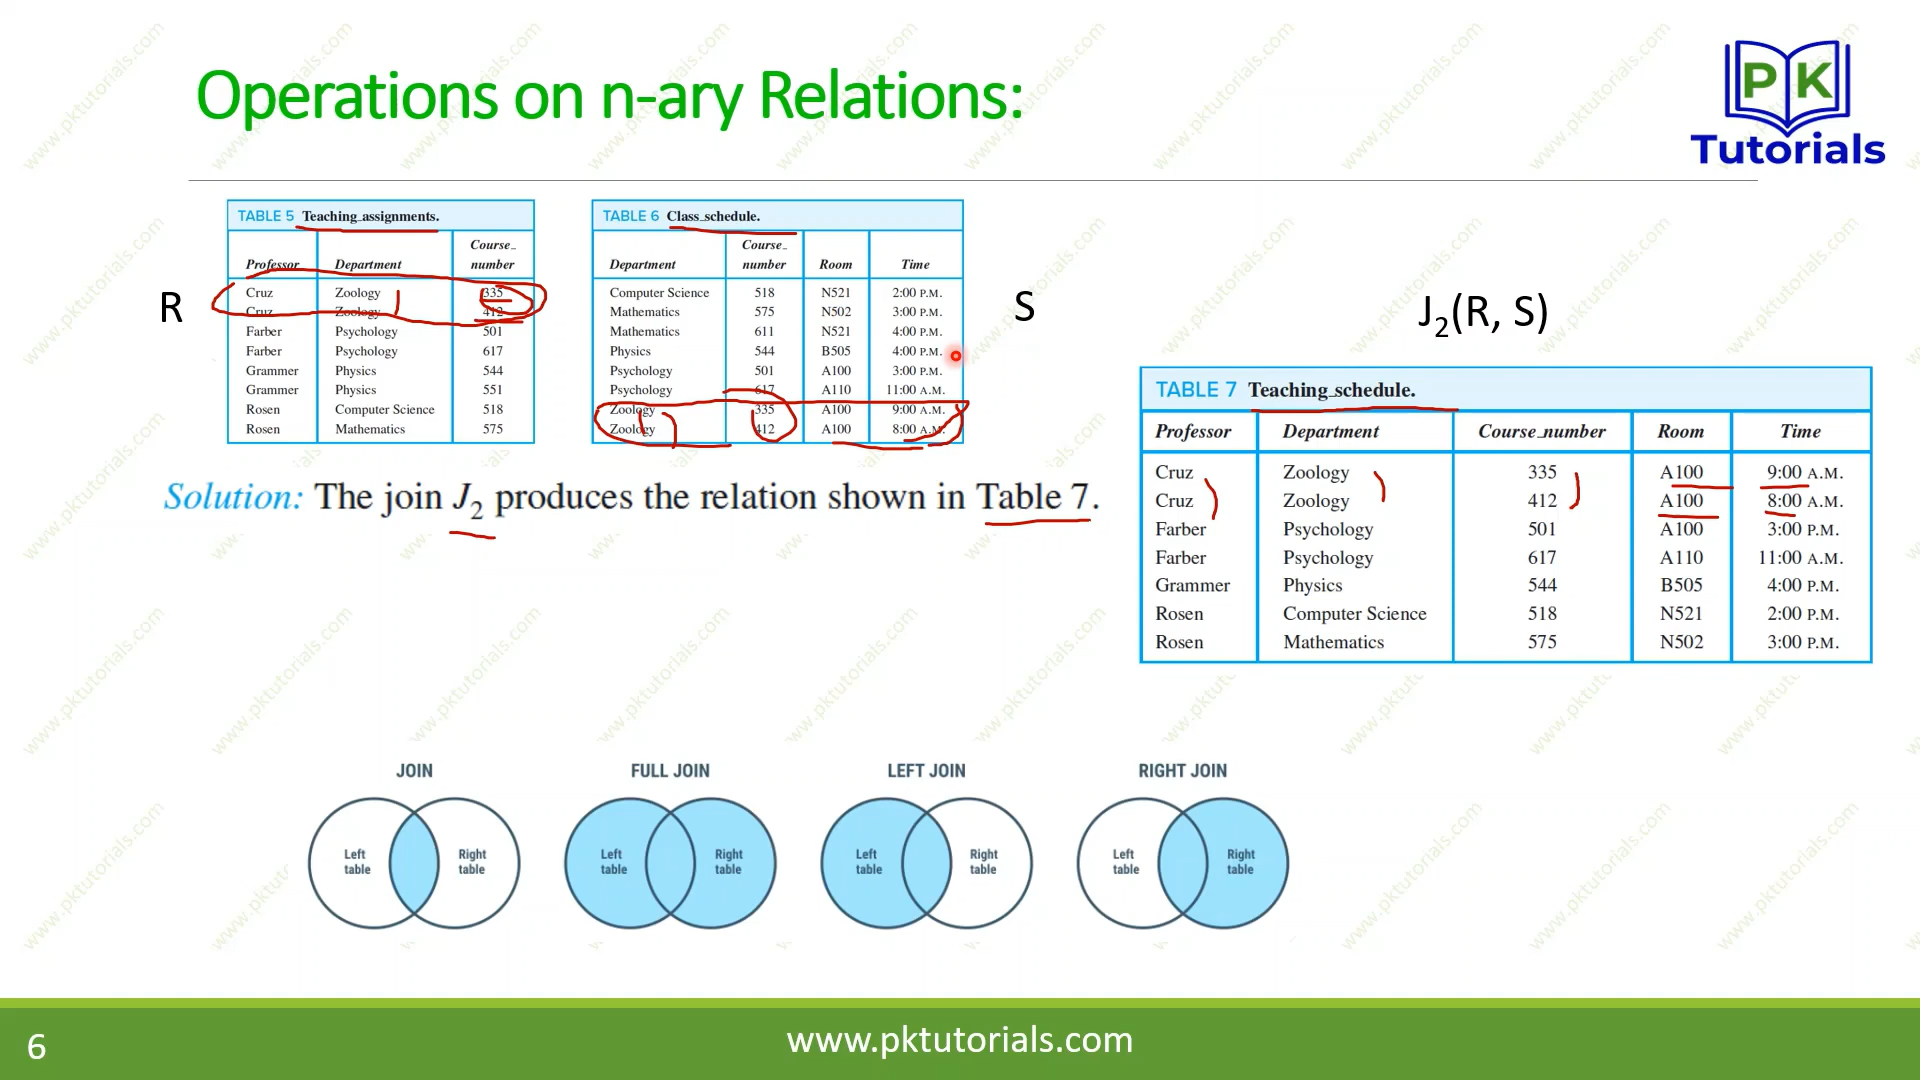 Operations on n-ary Relations:
PK
Tutorials
TABLE 5 Teaching_assignments.
Professor Department Course_number
Cruz Zoology 335
Cruz Zoology 412
Farber Psychology 501
Farber Psychology 617
Grammer Physics 544
Grammer Physics 551
Rosen Computer Science 518
Rosen Mathematics 575
R
TABLE 6 Class_schedule.
Department Course_number Room Time
Computer Science 518 N521 2:00 P.M.
Mathematics 575 N502 3:00 P.M.
Mathematics 611 N521 4:00 P.M.
Physics 544 B505 4:00 P.M.
Psychology 501 A100 3:00 P.M.
Psychology 617 A110 11:00 A.M.
Zoology 335 A100 9:00 A.M.
Zoology 412 A100 8:00 A.M.
S
J2(R, S)
TABLE 7 Teaching_schedule.
Professor Department Course_number Room Time
Cruz Zoology 335 A100 9:00 A.M.
Cruz Zoology 412 A100 8:00 A.M.
Farber Psychology 501 A100 3:00 P.M.
Farber Psychology 617 A110 11:00 A.M.
Grammer Physics 544 B505 4:00 P.M.
Rosen Computer Science 518 N521 2:00 P.M.
Rosen Mathematics 575 N502 3:00 P.M.
Solution: The join J2 produces the relation shown in Table 7.
JOIN FULL JOIN LEFT JOIN RIGHT JOIN
Left table Right table Left table Right table Left table Right table Left table Right table
6
www.pktutorials.com